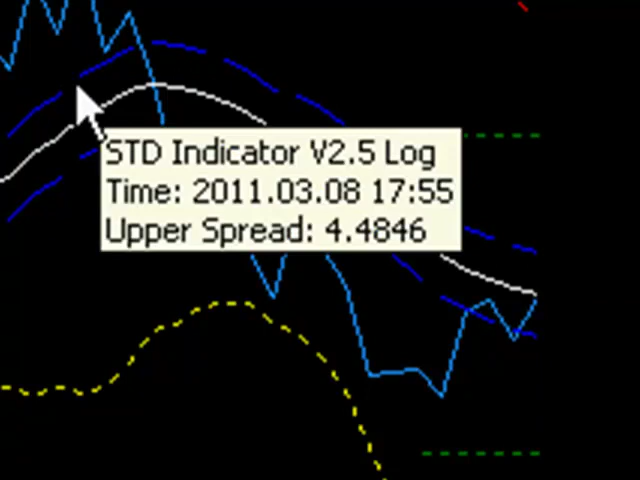 STD Indicator V2.5 Log
Time: 2011.03.08 17:55
Upper Spread: 4.4846